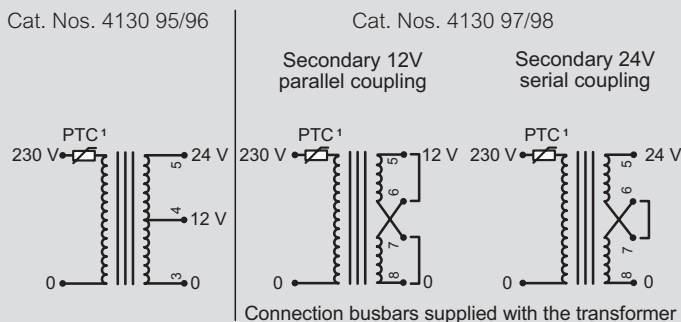 Cat. Nos. 4130 95/96
Cat. Nos. 4130 97/98
Secondary 12V
parallel coupling
Secondary 24V
serial coupling
PTC¹
230 V
24 V
5
4
12 V
3
0
0
PTC¹
230 V
12 V
5
6
7
8
0
0
PTC¹
230 V
24 V
5
6
7
8
0
0
Connection busbars supplied with the transformer